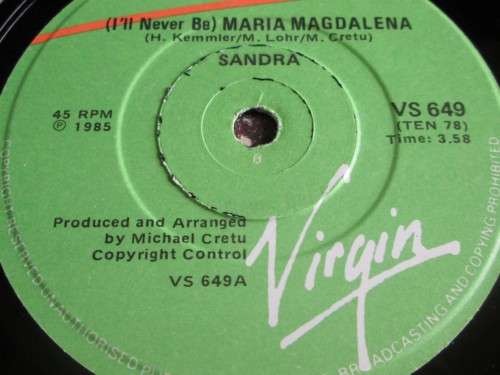 (I'll Never Be) MARIA MAGDALENA
(H. Kemmler/M. Lohr/M. Cretu)
SANDRA
45 RPM
℗ 1985
VS 649
(TEN 78)
Time: 3.58
Produced and Arranged
by Michael Cretu
Copyright Control
VS 649A
Virgin
BROADCASTING AND COPYING PROHIBITED